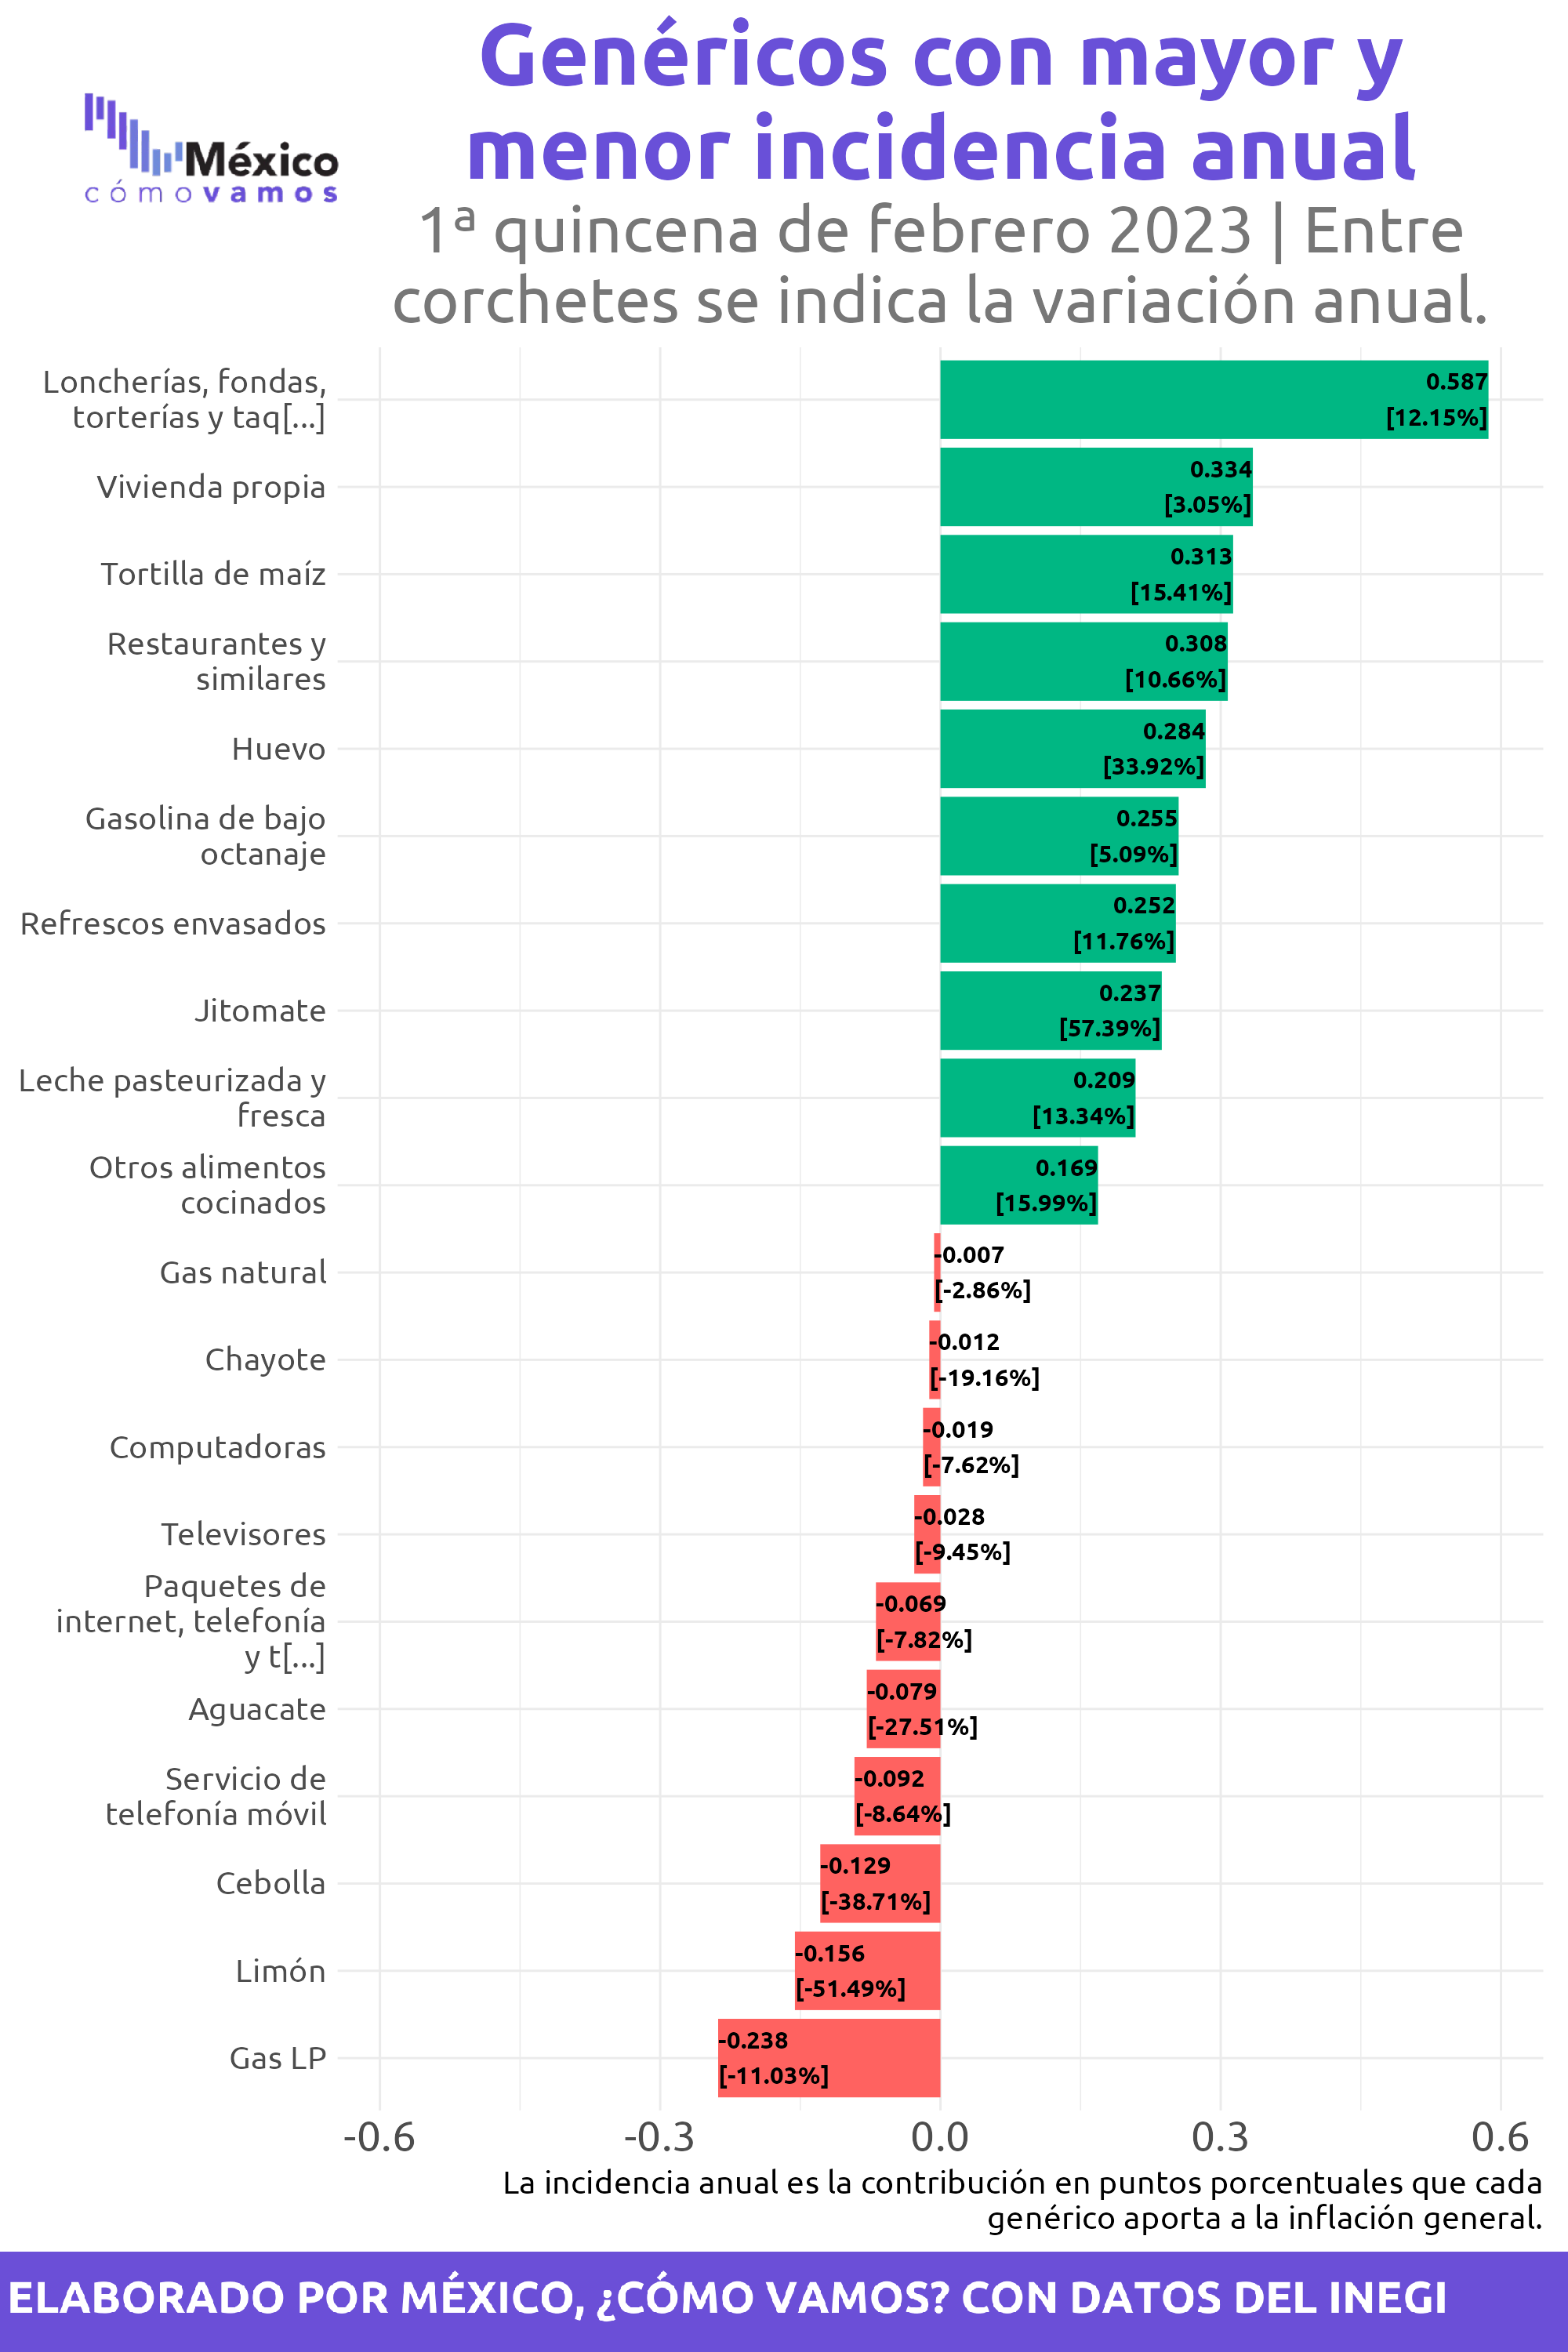 Genéricos con mayor y
menor incidencia anual
México
cómovamos
1ª quincena de febrero 2023 | Entre
corchetes se indica la variación anual.
Loncherías, fondas,
torterías y taq[...]
0.587
[12.15%]
Vivienda propia
0.334
[3.05%]
Tortilla de maíz
0.313
[15.41%]
Restaurantes y
similares
0.308
[10.66%]
Huevo
0.284
[33.92%]
Gasolina de bajo
octanaje
0.255
[5.09%]
Refrescos envasados
0.252
[11.76%]
Jitomate
0.237
[57.39%]
Leche pasteurizada y
fresca
0.209
[13.34%]
Otros alimentos
cocinados
0.169
[15.99%]
Gas natural
-0.007
[-2.86%]
Chayote
-0.012
[-19.16%]
Computadoras
-0.019
[-7.62%]
Televisores
-0.028
[-9.45%]
Paquetes de
internet, telefonía
y t[...]
-0.069
[-7.82%]
Aguacate
-0.079
[-27.51%]
Servicio de
telefonía móvil
-0.092
[-8.64%]
Cebolla
-0.129
[-38.71%]
Limón
-0.156
[-51.49%]
Gas LP
-0.238
[-11.03%]
-0.6 -0.3 0.0 0.3 0.6
La incidencia anual es la contribución en puntos porcentuales que cada
genérico aporta a la inflación general.
ELABORADO POR MÉXICO, ¿CÓMO VAMOS? CON DATOS DEL INEGI